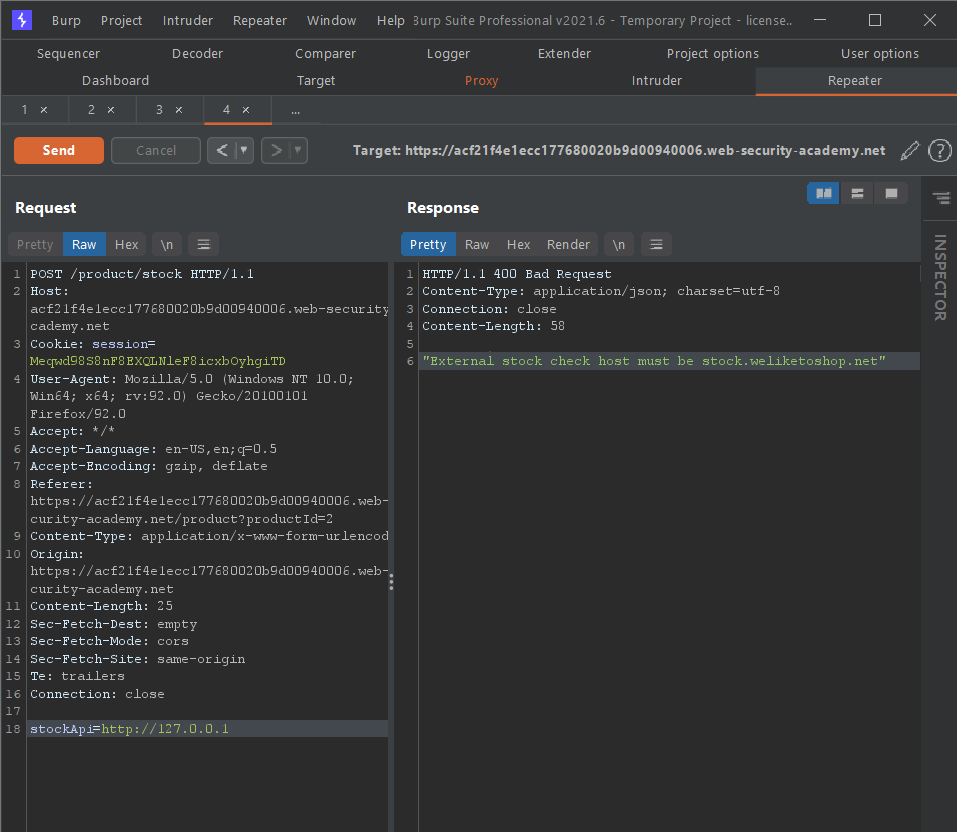 Burp Project Intruder Repeater Window Help Burp Suite Professional v2021.6 - Temporary Project - license..
Sequencer Decoder Comparer Logger Extender Project options User options
Dashboard Target Proxy Intruder Repeater
1 × 2 × 3 × 4 × ...
Send Cancel < ▼ > ▼ Target: https://acf21f4e1ecc177680020b9d00940006.web-security-academy.net ?
Request
Pretty Raw Hex \n
1 POST /product/stock HTTP/1.1
2 Host:
acf21f4e1ecc177680020b9d00940006.web-security
cademy.net
3 Cookie: session=
Meqwd98S8nF8EXQLNleF8icxbOyhgiTD
4 User-Agent: Mozilla/5.0 (Windows NT 10.0;
Win64; x64; rv:92.0) Gecko/20100101
Firefox/92.0
5 Accept: */*
6 Accept-Language: en-US,en;q=0.5
7 Accept-Encoding: gzip, deflate
8 Referer:
https://acf21f4e1ecc177680020b9d00940006.web-
curity-academy.net/product?productId=2
9 Content-Type: application/x-www-form-urlencod
10 Origin:
https://acf21f4e1ecc177680020b9d00940006.web-
curity-academy.net
11 Content-Length: 25
12 Sec-Fetch-Dest: empty
13 Sec-Fetch-Mode: cors
14 Sec-Fetch-Site: same-origin
15 Te: trailers
16 Connection: close
17
18 stockApi=http://127.0.0.1
Response
Pretty Raw Hex Render \n
1 HTTP/1.1 400 Bad Request
2 Content-Type: application/json; charset=utf-8
3 Connection: close
4 Content-Length: 58
5
6 "External stock check host must be stock.weliketoshop.net"
INSPECTOR